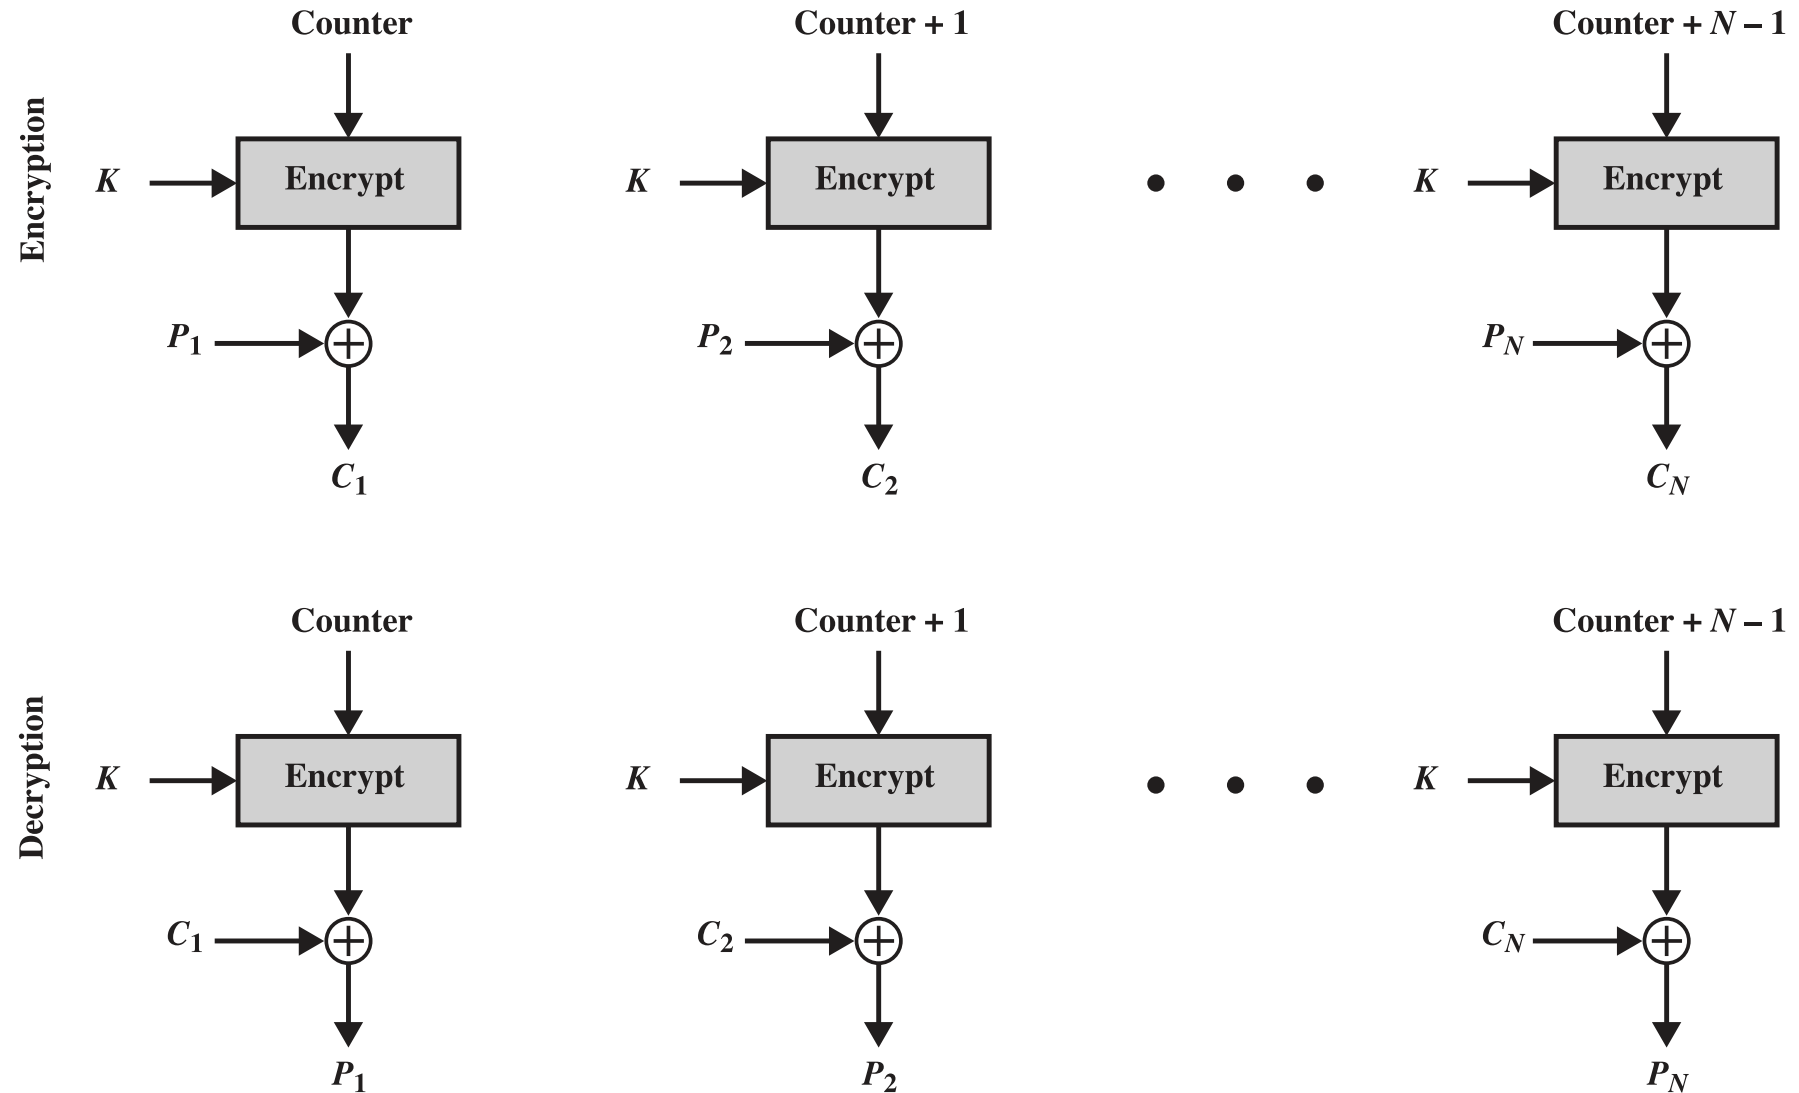 Counter Counter + 1 Counter + N – 1
Encryption
K Encrypt K Encrypt K Encrypt
P1 P2 PN
C1 C2 CN
Counter Counter + 1 Counter + N – 1
Decryption
K Encrypt K Encrypt K Encrypt
C1 C2 CN
P1 P2 PN